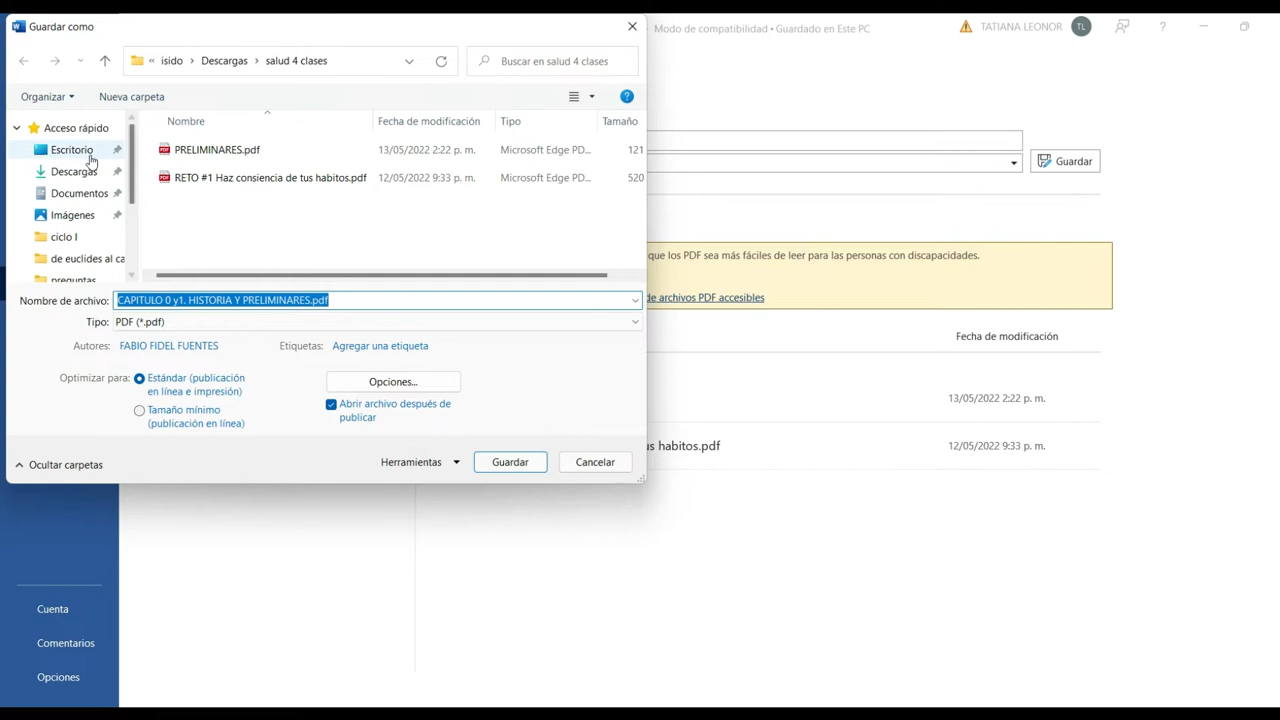 Guardar como
Modo de compatibilidad • Guardado en Este PC
TATIANA LEONOR
TL
?
« isido > Descargas > salud 4 clases
Buscar en salud 4 clases
Organizar
Nueva carpeta
?
Acceso rápido
Escritorio
Descargas
Documentos
Imágenes
ciclo I
de euclides al ca
preguntas
Nombre
Fecha de modificación
Tipo
Tamaño
PRELIMINARES.pdf
13/05/2022 2:22 p. m.
Microsoft Edge PD...
121
RETO #1 Haz consiencia de tus habitos.pdf
12/05/2022 9:33 p. m.
Microsoft Edge PD...
520
Guardar
que los PDF sea más fáciles de leer para las personas con discapacidades.
de archivos PDF accesibles
Nombre de archivo:
CAPITULO 0 y1. HISTORIA Y PRELIMINARES.pdf
Tipo:
PDF (*.pdf)
Autores:
FABIO FIDEL FUENTES
Etiquetas:
Agregar una etiqueta
Optimizar para:
Estándar (publicación
en línea e impresión)
Tamaño mínimo
(publicación en línea)
Opciones...
Abrir archivo después de
publicar
Fecha de modificación
13/05/2022 2:22 p. m.
us habitos.pdf
12/05/2022 9:33 p. m.
Ocultar carpetas
Herramientas
Guardar
Cancelar
Cuenta
Comentarios
Opciones